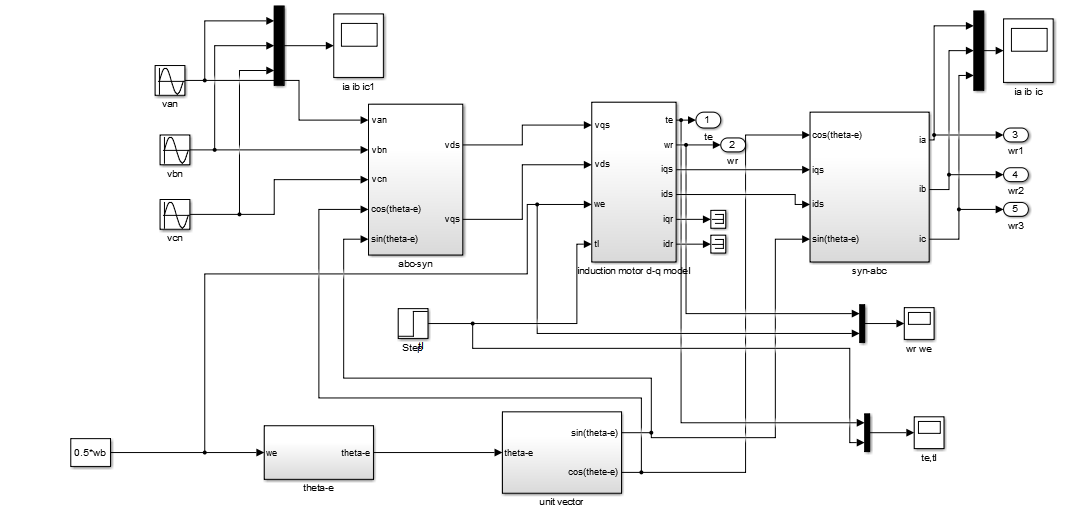 van
vbn
vcn
ia ib ic1
van
vbn
vcn
cos(theta-e)
sin(theta-e)
vds
vqs
abc-syn
vqs
vds
we
tl
te
wr
iqs
ids
iqr
idr
induction motor d-q model
1
te
2
wr
cos(theta-e)
iqs
ids
sin(theta-e)
ia
ib
ic
syn-abc
ia ib ic
3
wr1
4
wr2
5
wr3
Step
wr we
te,tl
0.5*wb
we
theta-e
theta-e
theta-e
sin(theta-e)
cos(thete-e)
unit vector